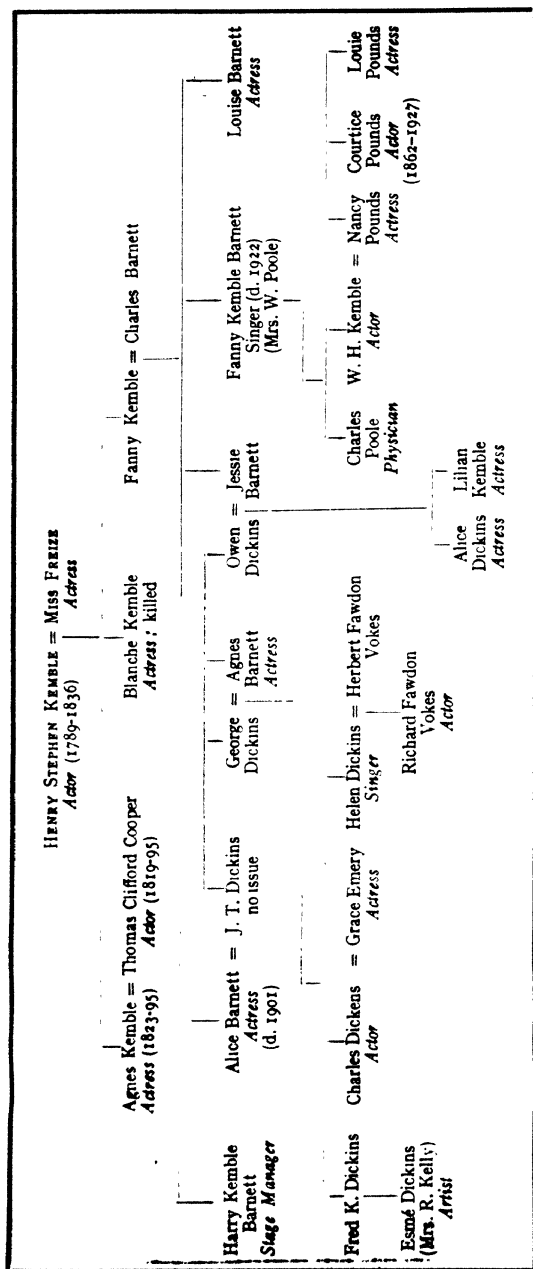 HENRY STEPHEN KEMBLE = MISS FREIZE
Actor (1789-1836) Actress
Agnes Kemble = Thomas Clifford Cooper
Actress (1823-95) Actor (1819-95)
Blanche Kemble
Actress; killed
Fanny Kemble = Charles Barnett
Harry Kemble
Barnett
Stage Manager
Alice Barnett = J. T. Dickins
Actress no issue
(d. 1901)
George = Agnes
Dickins Barnett
Actress
Owen = Jessie
Dickins Barnett
Fanny Kemble Barnett
Singer (d. 1922)
(Mrs. W. Poole)
Louise Barnett
Actress
Fred K. Dickins
Charles Dickens = Grace Emery
Actor Actress
Helen Dickins = Herbert Fawdon
Singer Vokes
Charles
Poole
Physician
W. H. Kemble = Nancy
Actor Pounds
Actress
Courtice
Pounds
Actor
(1862-1927)
Louie
Pounds
Actress
Esmé Dickins
(Mrs. R. Kelly)
Artist
Richard Fawdon
Vokes
Actor
Alice
Dickins
Actress
Lilian
Kemble
Actress